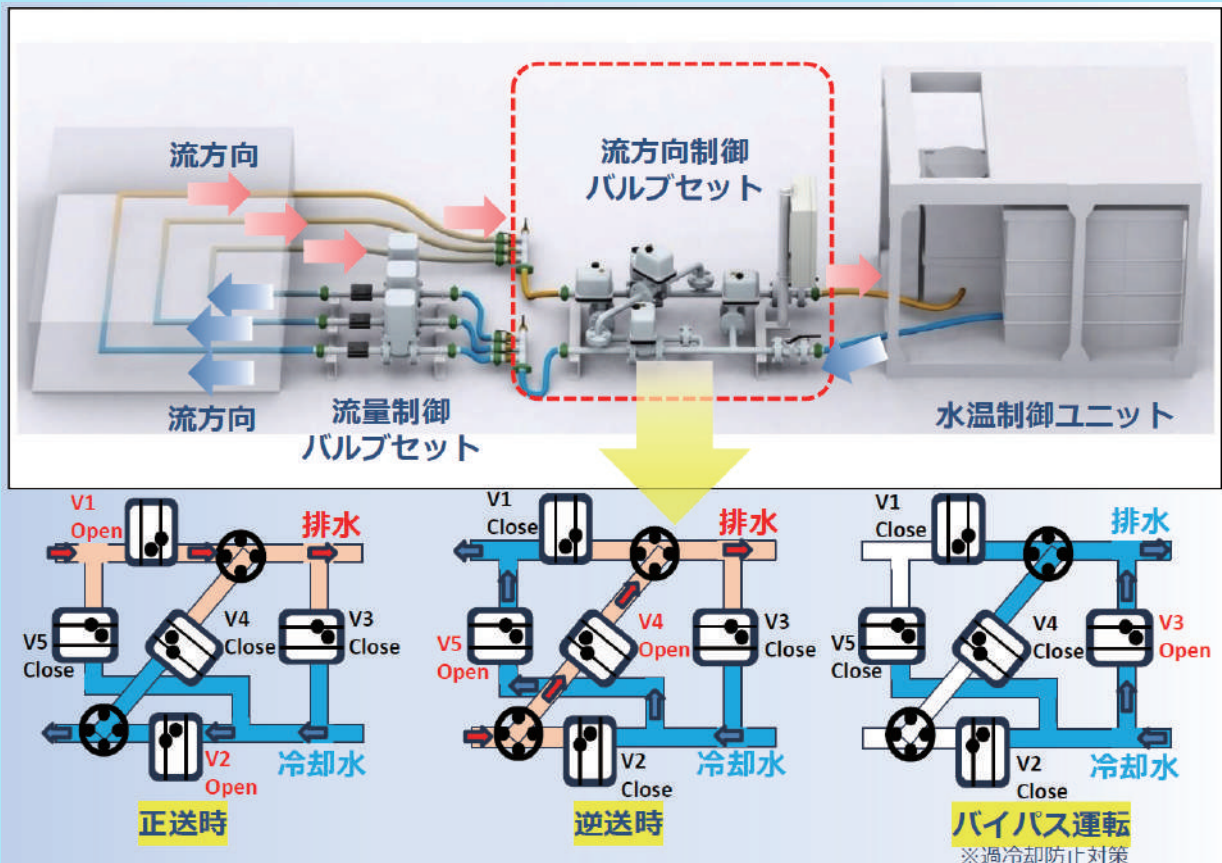 流方向
流方向制御
バルブセット
流方向
流量制御
バルブセット
水温制御ユニット
V1
Open
排水
V5
Close
V4
Close
V3
Close
V2
Open
冷却水
正送時
V1
Close
排水
V5
Open
V4
Open
V3
Close
V2
Close
冷却水
逆送時
V1
Close
排水
V5
Close
V4
Close
V3
Open
V2
Close
冷却水
バイパス運転
※過冷却防止対策